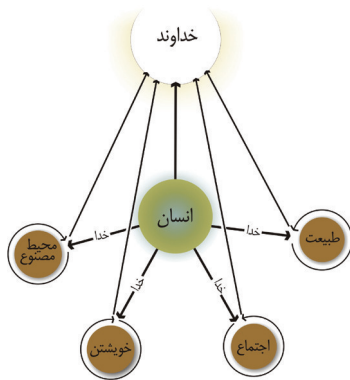 خداوند
انسان
طبیعت
خدا
خدا
محیط
مصنوع
خدا
خدا
اجتماع
خویشتن